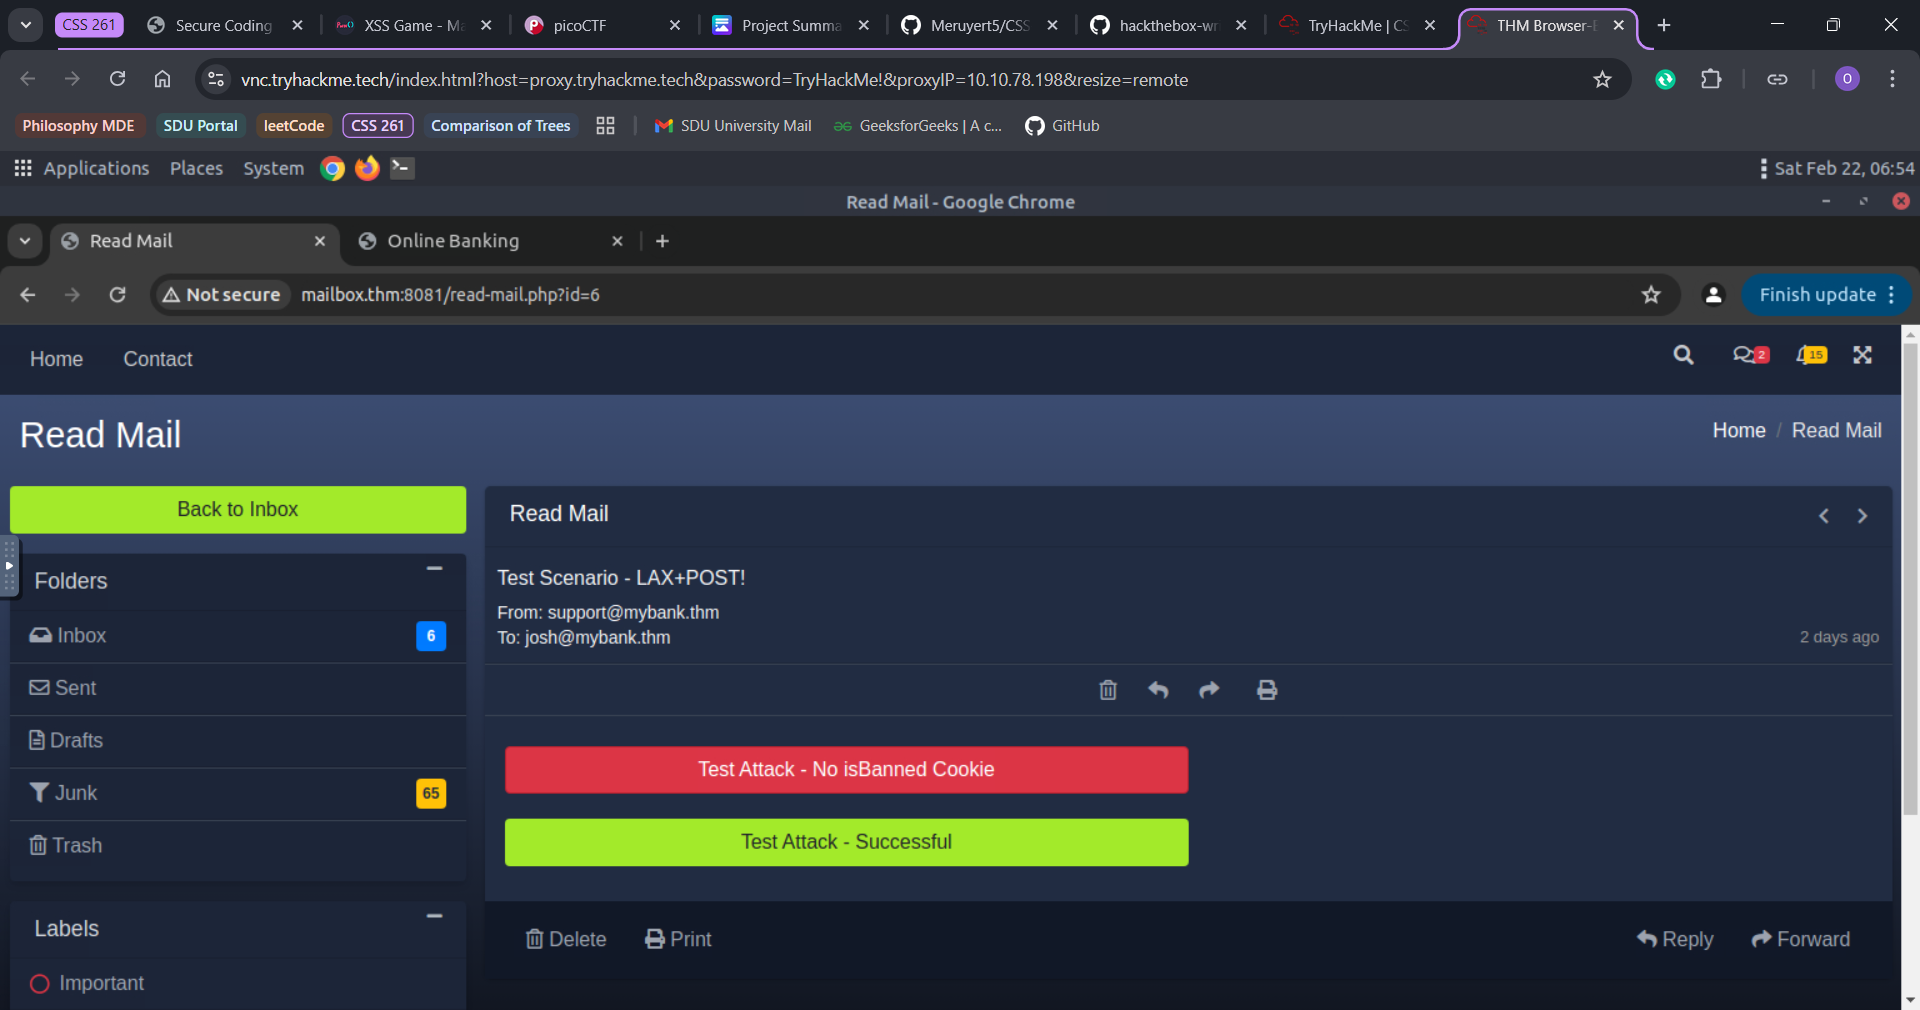 CSS 261 Secure Coding XSS Game - Ma picoCTF Project Summa Meruyert5/CSS hackthebox-wr TryHackMe | CS THM Browser-
vnc.tryhackme.tech/index.html?host=proxy.tryhackme.tech&password=TryHackMe!&proxyIP=10.10.78.198&resize=remote O
Philosophy MDE SDU Portal leetCode CSS 261 Comparison of Trees SDU University Mail GeeksforGeeks | A c... GitHub
Applications Places System Sat Feb 22, 06:54
Read Mail - Google Chrome
Read Mail Online Banking
Not secure mailbox.thm:8081/read-mail.php?id=6 Finish update
Home Contact 2 15
Read Mail Home / Read Mail
Back to Inbox
Read Mail
Folders
Inbox 6
Sent
Drafts
Junk 65
Trash
Labels
Important
Test Scenario - LAX+POST!
From: support@mybank.thm
To: josh@mybank.thm 2 days ago
Test Attack - No isBanned Cookie
Test Attack - Successful
Delete Print Reply Forward